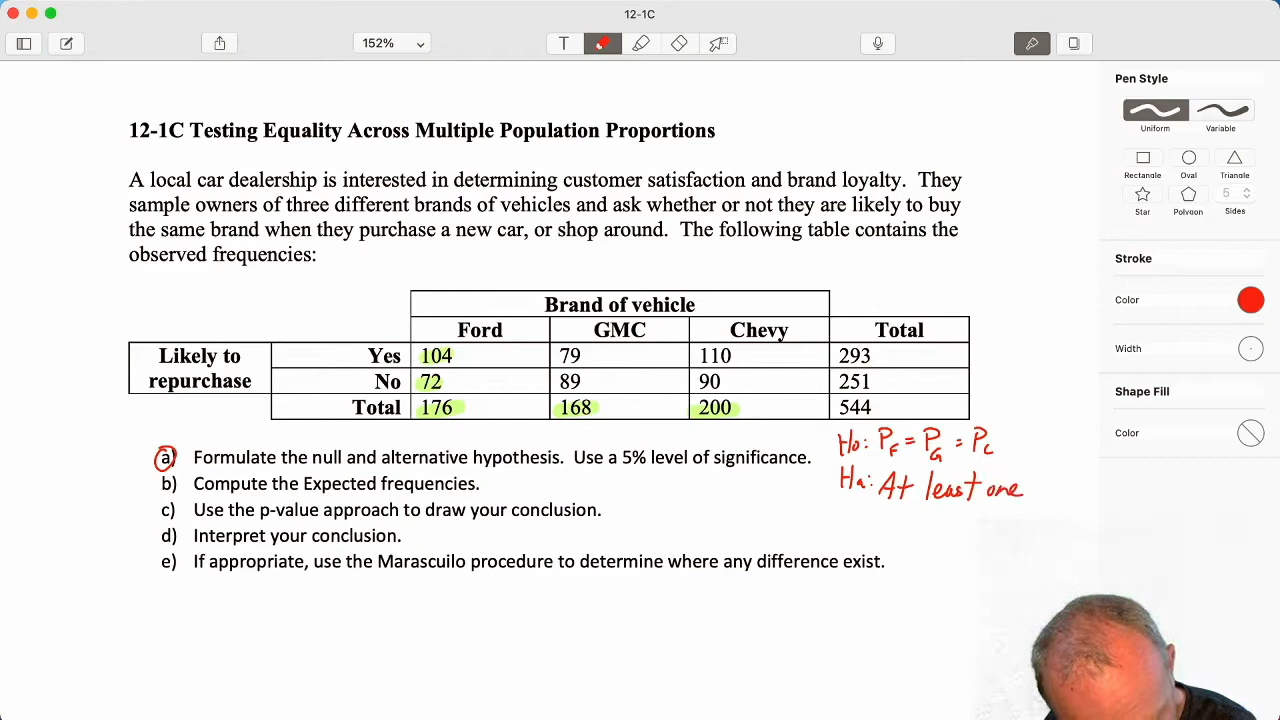 12-1C
152%
T
Pen Style
Uniform Variable
Rectangle Oval Triangle
5
Star Polygon Sides
Stroke
Color
Width
Shape Fill
Color
12-1C Testing Equality Across Multiple Population Proportions
A local car dealership is interested in determining customer satisfaction and brand loyalty. They
sample owners of three different brands of vehicles and ask whether or not they are likely to buy
the same brand when they purchase a new car, or shop around. The following table contains the
observed frequencies:
Brand of vehicle
Ford GMC Chevy Total
Likely to Yes 104 79 110 293
repurchase No 72 89 90 251
Total 176 168 200 544
a) Formulate the null and alternative hypothesis. Use a 5% level of significance.
b) Compute the Expected frequencies.
c) Use the p-value approach to draw your conclusion.
d) Interpret your conclusion.
e) If appropriate, use the Marascuilo procedure to determine where any difference exist.
Ho: PF = PG = PC
Ha: At least one